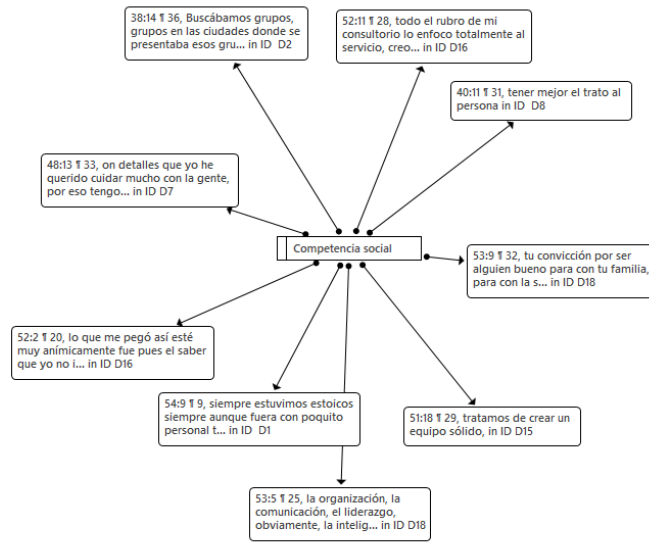 38:14 ¶ 36, Buscábamos grupos,
grupos en las ciudades donde se
presentaba esos gru... in ID D2
52:11 ¶ 28, todo el rubro de mi
consultorio lo enfoco totalmente al
servicio, creo... in ID D16
40:11 ¶ 31, tener mejor el trato al
persona in ID D8
48:13 ¶ 33, on detalles que yo he
querido cuidar mucho con la gente,
por eso tengo... in ID D7
Competencia social
53:9 ¶ 32, tu convicción por ser
alguien bueno para con tu familia,
para con la s... in ID D18
52:2 ¶ 20, lo que me pegó así esté
muy anímicamente fue pues el saber
que yo no i... in ID D16
54:9 ¶ 9, siempre estuvimos estoicos
siempre aunque fuera con poquito
personal t... in ID D1
51:18 ¶ 29, tratamos de crear un
equipo sólido, in ID D15
53:5 ¶ 25, la organización, la
comunicación, el liderazgo,
obviamente, la intelig... in ID D18